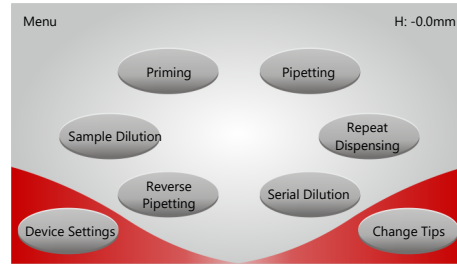 Menu
H: -0.0mm
Priming
Pipetting
Sample Dilution
Repeat
Dispensing
Reverse
Pipetting
Serial Dilution
Device Settings
Change Tips